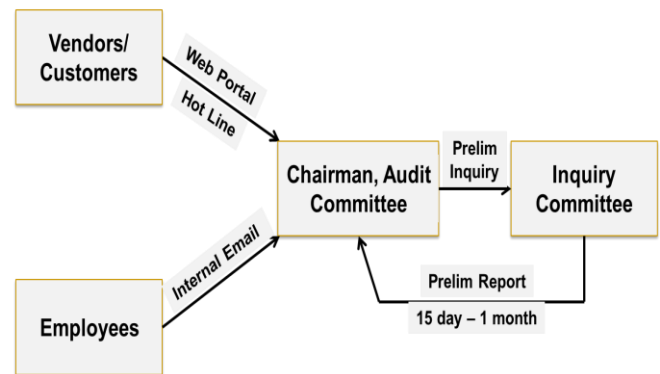 Vendors/
Customers
Web Portal
Hot Line
Chairman, Audit
Committee
Prelim
Inquiry
Inquiry
Committee
Internal Email
Prelim Report
15 day – 1 month
Employees